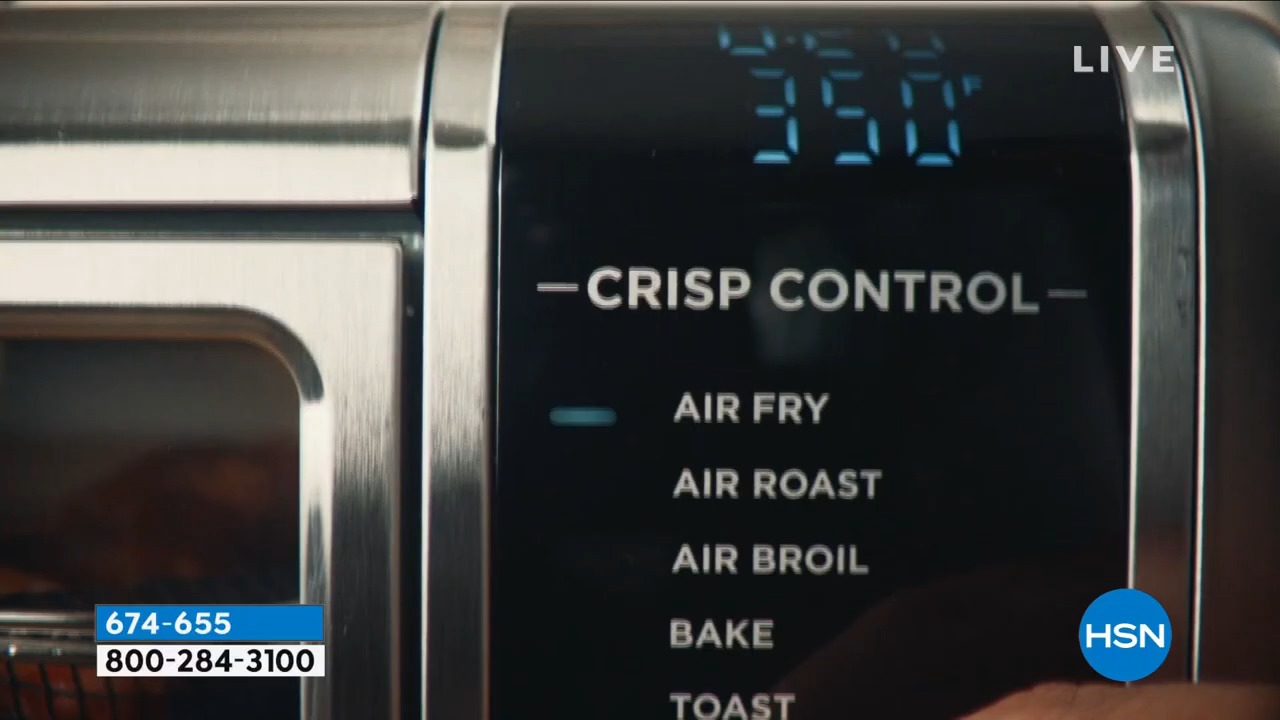 LIVE
350 F
CRISP CONTROL
AIR FRY
AIR ROAST
AIR BROIL
BAKE
TOAST
674-655
800-284-3100
HSN